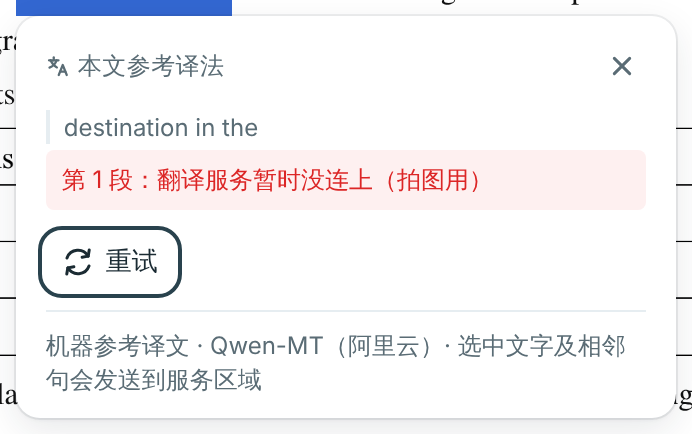 本文参考译法
destination in the
第 1 段：翻译服务暂时没连上（拍图用）
重试
机器参考译文 · Qwen-MT（阿里云）· 选中文字及相邻
句会发送到服务区域